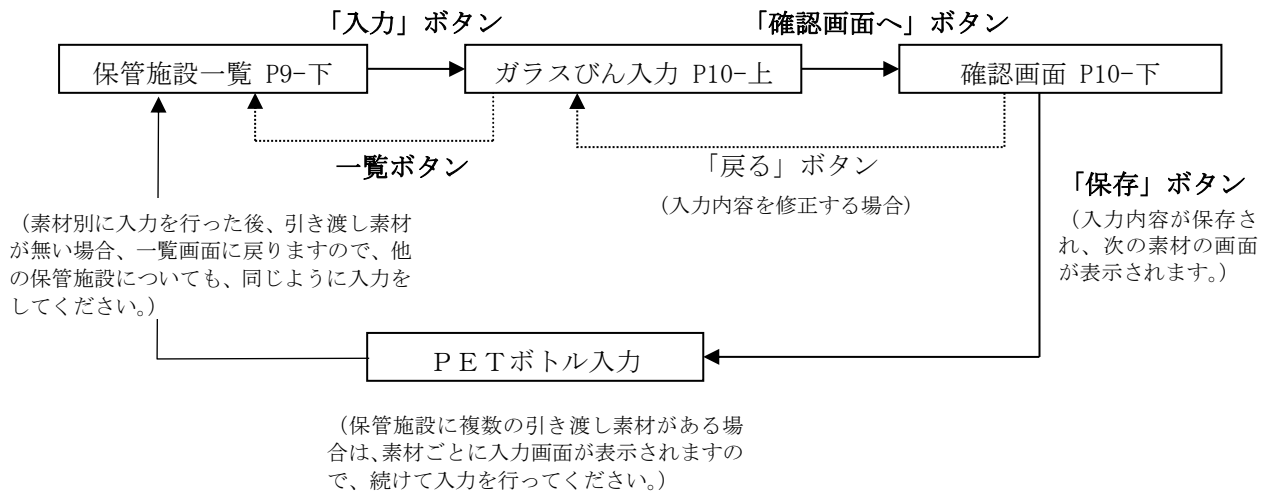 「入力」ボタン
「確認画面へ」ボタン
保管施設一覧 P9-下
ガラスびん入力 P10-上
確認画面 P10-下
一覧ボタン
「戻る」ボタン
（入力内容を修正する場合）
「保存」ボタン
（入力内容が保存さ
れ、次の素材の画面
が表示されます。）
（素材別に入力を行った後、引き渡し素材
が無い場合、一覧画面に戻りますので、他
の保管施設についても、同じように入力を
してください。）
ＰＥＴボトル入力
（保管施設に複数の引き渡し素材がある場
合は、素材ごとに入力画面が表示されますの
で、続けて入力を行ってください。）